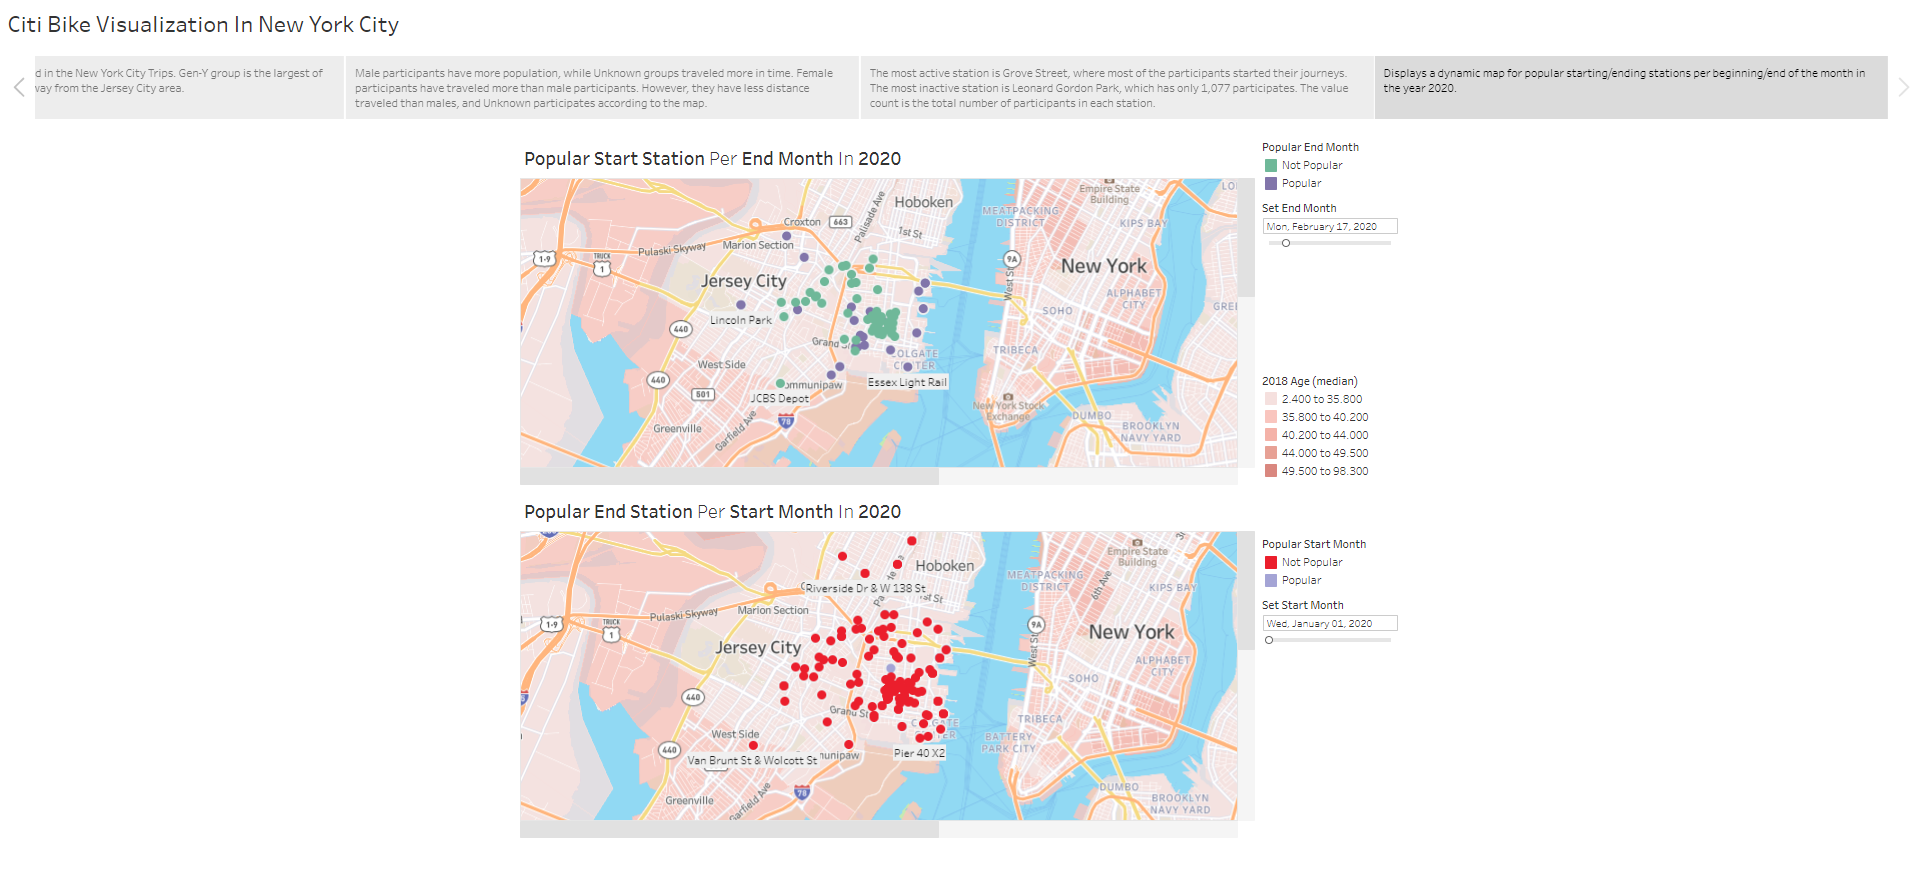 Citi Bike Visualization In New York City
d in the New York City Trips. Gen-Y group is the largest of
way from the Jersey City area.
Male participants have more population, while Unknown groups traveled more in time. Female
participants have traveled more than male participants. However, they have less distance
traveled than males, and Unknown participates according to the map.
The most active station is Grove Street, where most of the participants started their journeys.
The most inactive station is Leonard Gordon Park, which has only 1,077 participates. The value
count is the total number of participants in each station.
Displays a dynamic map for popular starting/ending stations per beginning/end of the month in
the year 2020.
Popular Start Station Per End Month In 2020
Empire State
Building
Hoboken
MEATPACKING
DISTRICT
KIPS BAY
Croxton
663
Palisade Ave
1st St
Marion Section
Pulaski Skyway
1-9
TRUCK
1
9A
West St
New York
Jersey City
ALPHABET
CITY
SOHO
Lincoln Park
440
Grand St
TRIBECA
West Side
Essex Light Rail
440
501
JCBS Depot
New York Stock
Exchange
DUMBO
BROOKLYN
NAVY YARD
Greenville
Garfield Ave
78
Popular End Month
Not Popular
Popular
Set End Month
Mon, February 17, 2020
2018 Age (median)
2.400 to 35.800
35.800 to 40.200
40.200 to 44.000
44.000 to 49.500
49.500 to 98.300
Popular End Station Per Start Month In 2020
Empire State
Building
Hoboken
MEATPACKING
DISTRICT
6th Ave
KIPS BAY
Riverside Dr & W 138 St
Marion Section
Pulaski Skyway
1-9
TRUCK
1
9A
West St
New York
Jersey City
ALPHABET
CITY
SOHO
440
Grand St
TRIBECA
West Side
BATTERY
PARK CITY
440
Van Brunt St & Wolcott St
Pier 40 X2
78
DUMBO
BROOKLYN
NAVY YARD
Greenville
Garfield Ave
Popular Start Month
Not Popular
Popular
Set Start Month
Wed, January 01, 2020